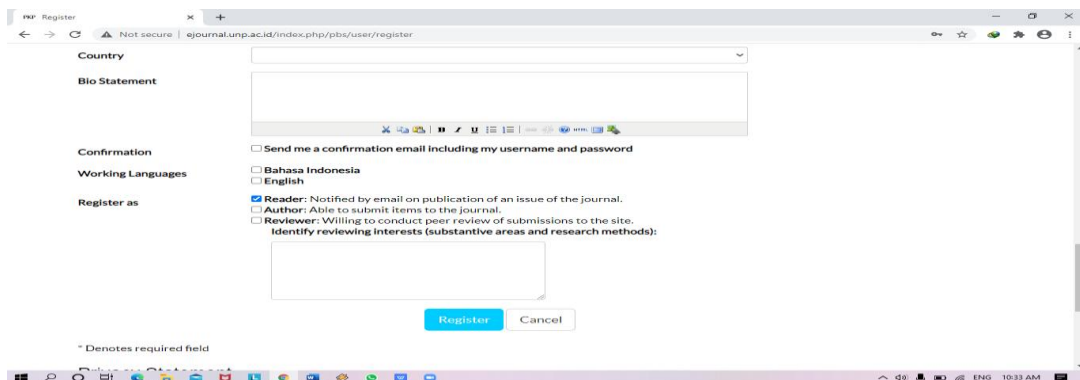 PKP Register
Not secure | ejournal.unp.ac.id/index.php/pbs/user/register
Country
Bio Statement
B I U HTML
Confirmation
Send me a confirmation email including my username and password
Working Languages
Bahasa Indonesia
English
Register as
Reader: Notified by email on publication of an issue of the journal.
Author: Able to submit items to the journal.
Reviewer: Willing to conduct peer review of submissions to the site.
Identify reviewing interests (substantive areas and research methods):
Register Cancel
* Denotes required field
Privacy Statement
ENG 10:33 AM